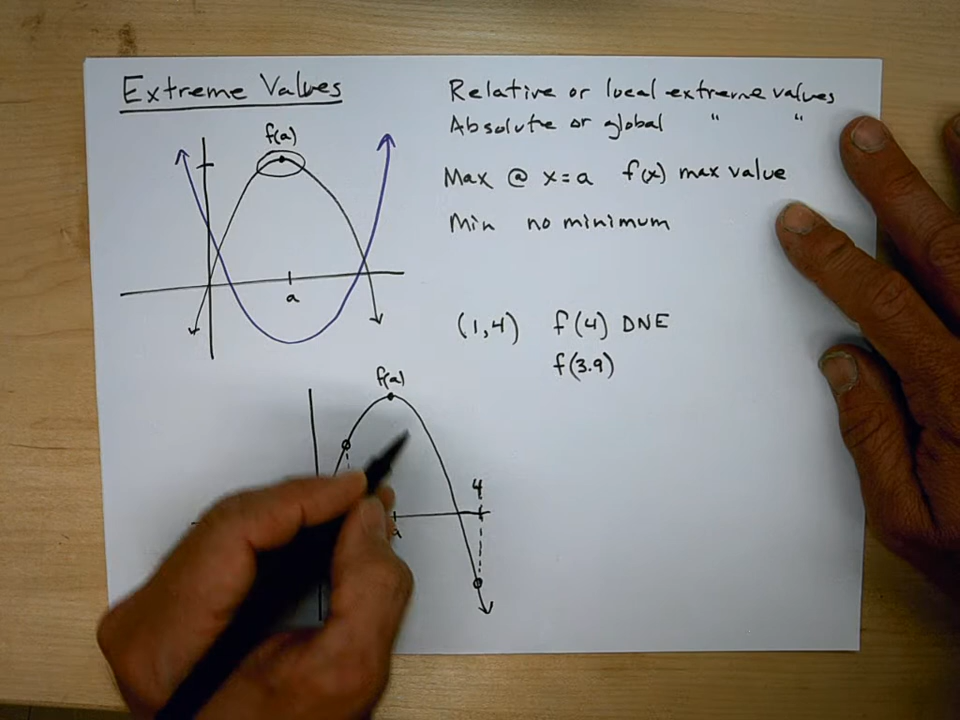 Extreme Values
Relative or local extreme values
Absolute or global " "
f(a)
Max @ x=a f(x) max value
Min no minimum
a
(1,4) f(4) DNE
f(3.9)
f(a)
4
a